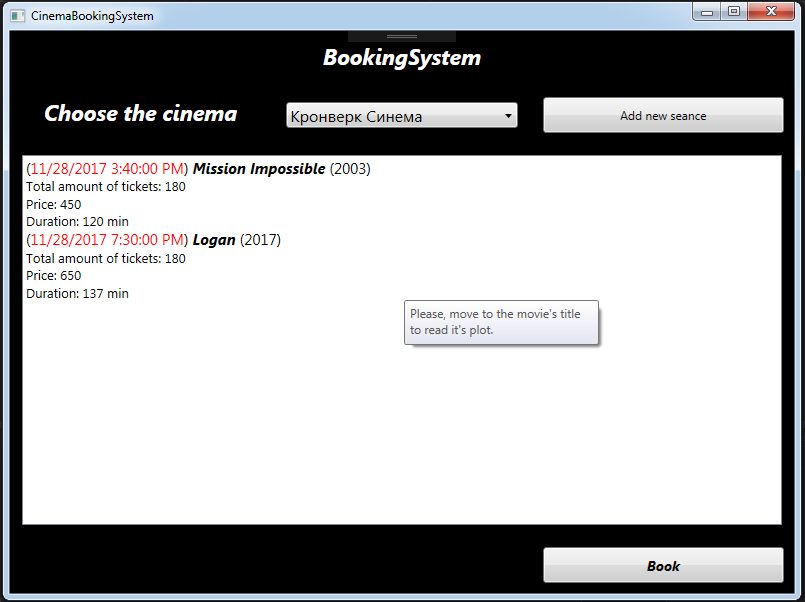 CinemaBookingSystem
BookingSystem
Choose the cinema
Кронверк Синема
Add new seance
(11/28/2017 3:40:00 PM) Mission Impossible (2003)
Total amount of tickets: 180
Price: 450
Duration: 120 min
(11/28/2017 7:30:00 PM) Logan (2017)
Total amount of tickets: 180
Price: 650
Duration: 137 min
Please, move to the movie's title
to read it's plot.
Book